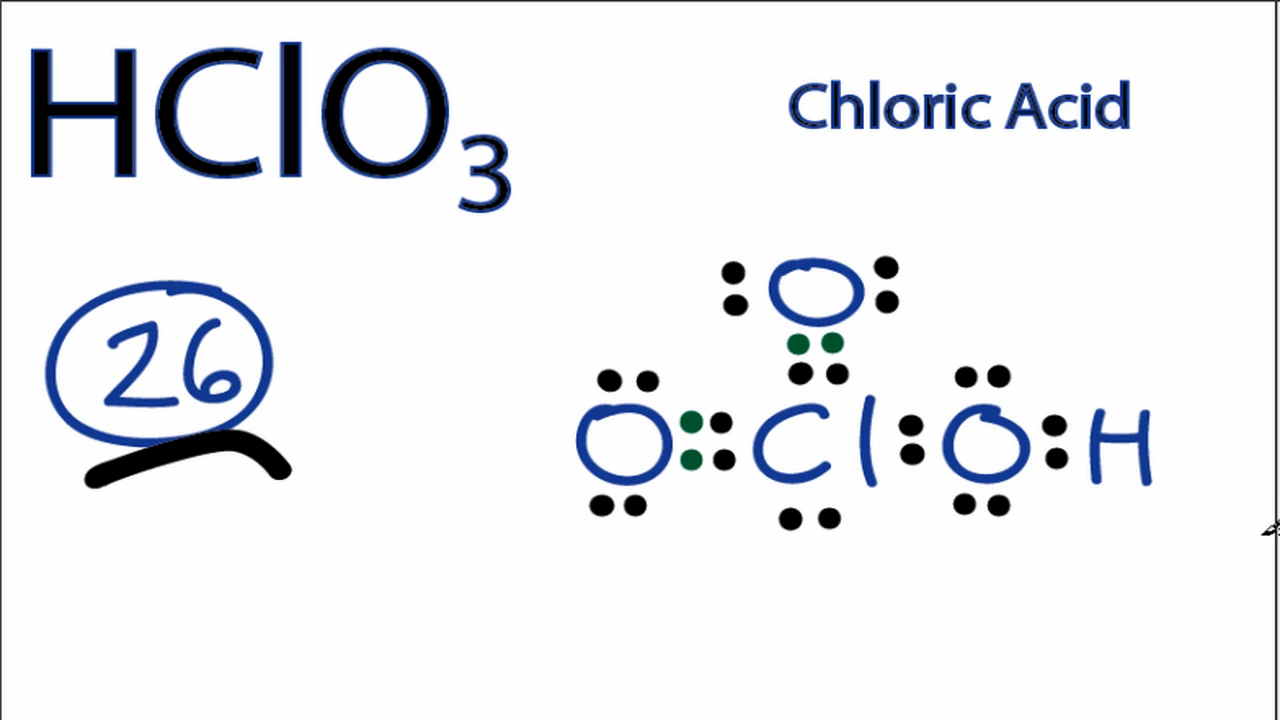 HClO₃
Chloric Acid
26
O
O Cl O H